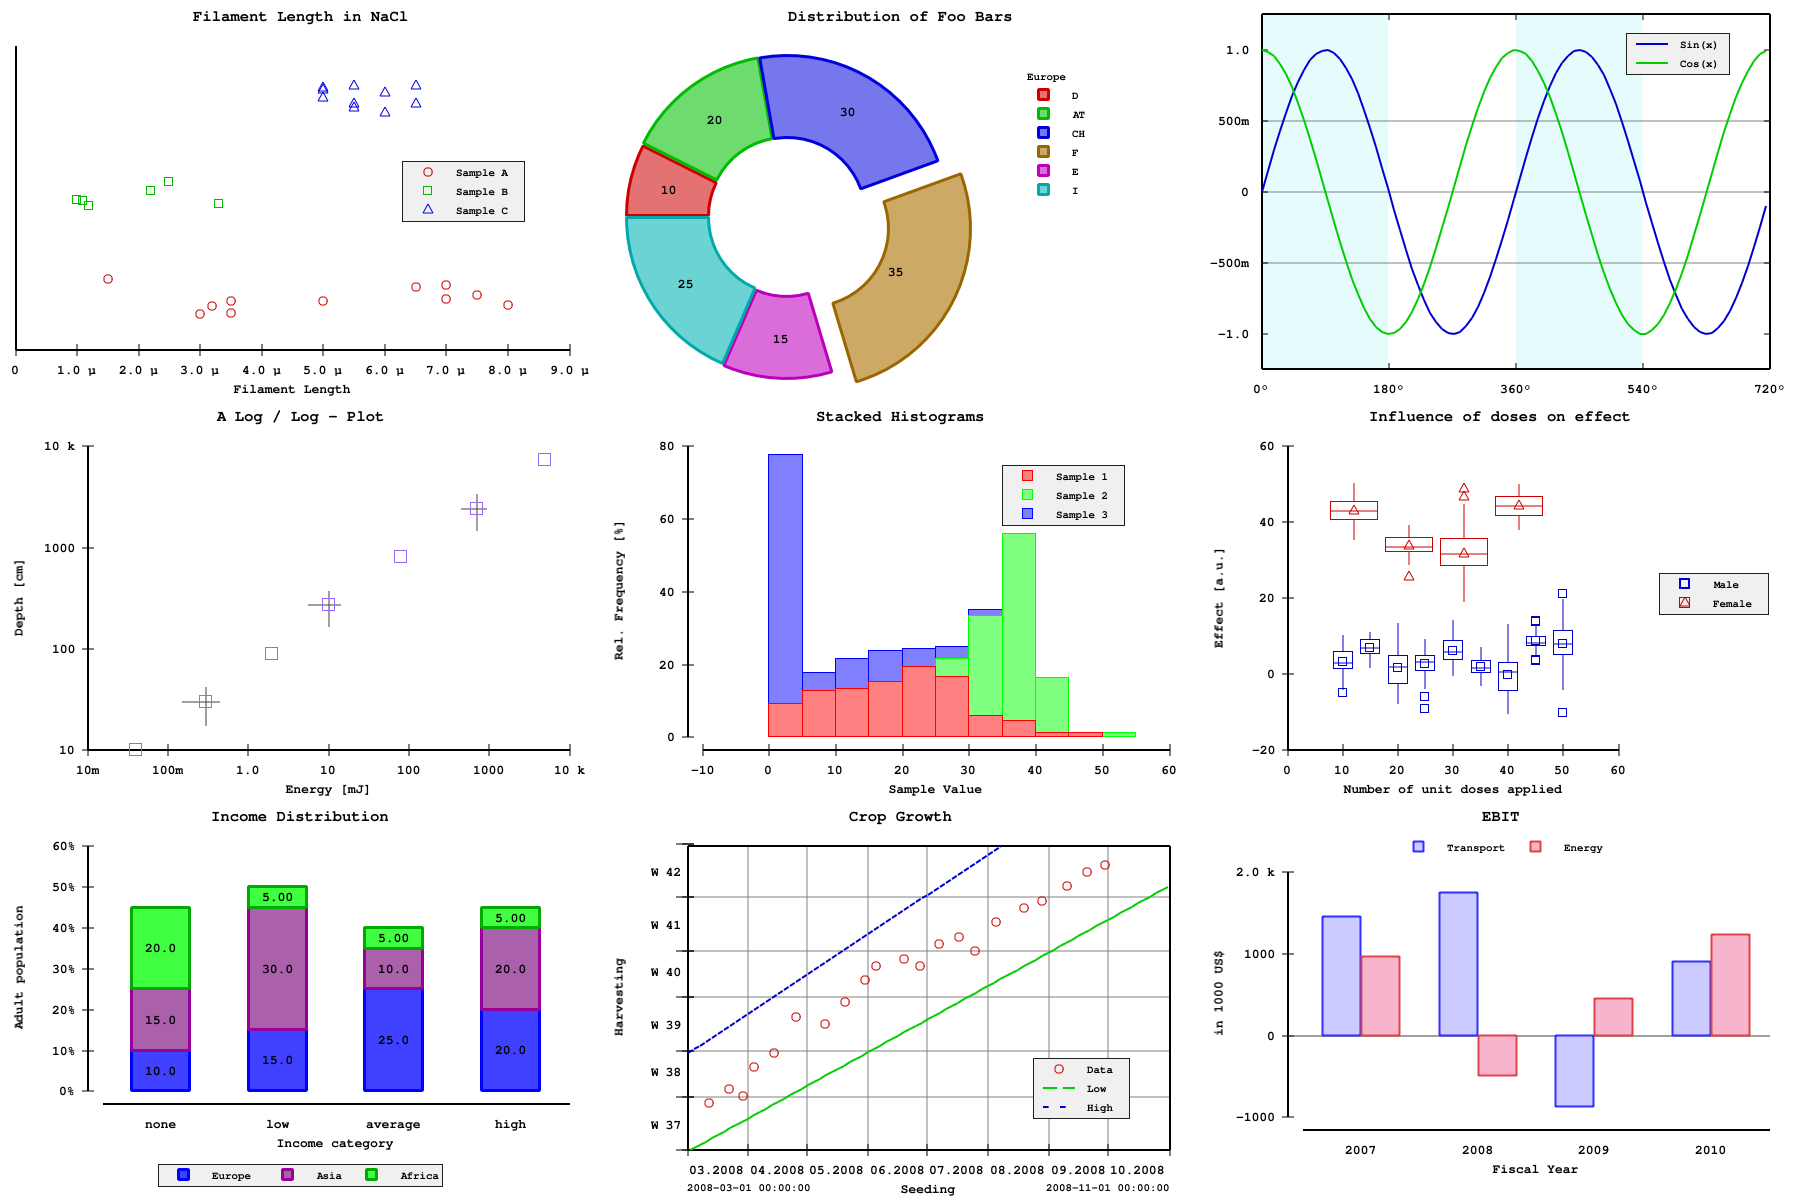 Filament Length in NaCl
Sample A
Sample B
Sample C
0 1.0 µ 2.0 µ 3.0 µ 4.0 µ 5.0 µ 6.0 µ 7.0 µ 8.0 µ 9.0 µ
Filament Length
Distribution of Foo Bars
20
30
10
35
25
15
Europe
D
AT
CH
F
E
I
Sin(x)
Cos(x)
1.0
500m
0
-500m
-1.0
0° 180° 360° 540° 720°
A Log / Log - Plot
Depth [cm]
10 k
1000
100
10
10m 100m 1.0 10 100 1000 10 k
Energy [mJ]
Stacked Histograms
Rel. Frequency [%]
80
60
40
20
0
Sample 1
Sample 2
Sample 3
-10 0 10 20 30 40 50 60
Sample Value
Influence of doses on effect
Effect [a.u.]
60
40
20
0
-20
Male
Female
0 10 20 30 40 50 60
Number of unit doses applied
Income Distribution
Adult population
60%
50%
40%
30%
20%
10%
0%
20.0
15.0
10.0
5.00
30.0
15.0
5.00
10.0
25.0
5.00
20.0
20.0
none low average high
Income category
Europe Asia Africa
Crop Growth
Harvesting
W 42
W 41
W 40
W 39
W 38
W 37
Data
Low
High
03.2008 04.2008 05.2008 06.2008 07.2008 08.2008 09.2008 10.2008
2008-03-01 00:00:00 2008-11-01 00:00:00
Seeding
EBIT
Transport Energy
in 1000 US$
2.0 k
1000
0
-1000
2007 2008 2009 2010
Fiscal Year